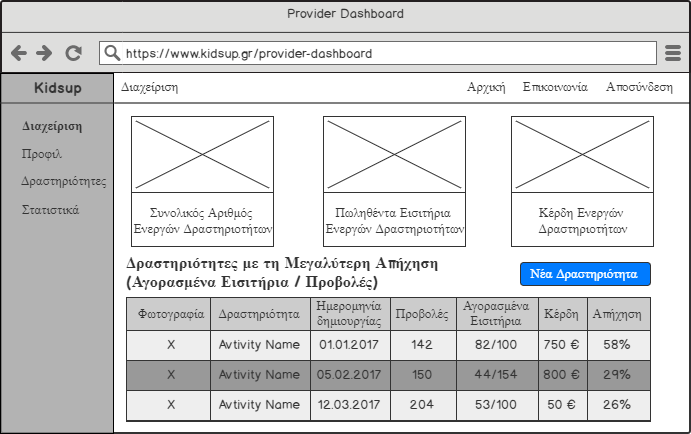 Provider Dashboard
https://www.kidsup.gr/provider-dashboard
Kidsup
Διαχείριση
Αρχική Επικοινωνία Αποσύνδεση
Διαχείριση
Προφιλ
Δραστηριότητες
Στατιστικά
Συνολικός Αριθμός
Ενεργών Δραστηριοτήτων
Πωληθέντα Εισιτήρια
Ενεργών Δραστηριοτήτων
Κέρδη Ενεργών
Δραστηριοτήτων
Δραστηριότητες με τη Μεγαλύτερη Απήχηση
(Αγορασμένα Εισιτήρια / Προβολές)
Νέα Δραστηριότητα
Φωτογραφία Δραστηριότητα Ημερομηνία δημιουργίας Προβολές Αγορασμένα Εισιτήρια Κέρδη Απήχηση
X Avtivity Name 01.01.2017 142 82/100 750 € 58%
X Avtivity Name 05.02.2017 150 44/154 800 € 29%
X Avtivity Name 12.03.2017 204 53/100 50 € 26%